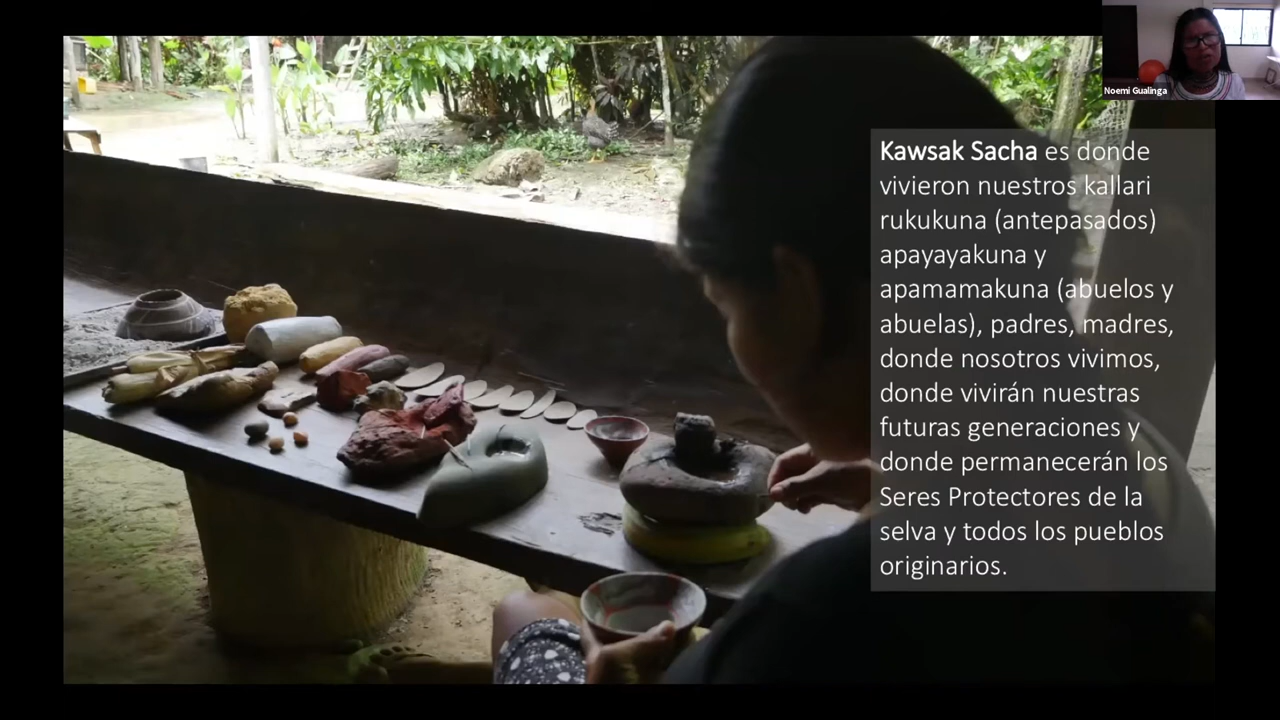 Noemi Gualinga
Kawsak Sacha es donde
vivieron nuestros kallari
rukukuna (antepasados)
apayayakuna y
apamamakuna (abuelos y
abuelas), padres, madres,
donde nosotros vivimos,
donde vivirán nuestras
futuras generaciones y
donde permanecerán los
Seres Protectores de la
selva y todos los pueblos
originarios.